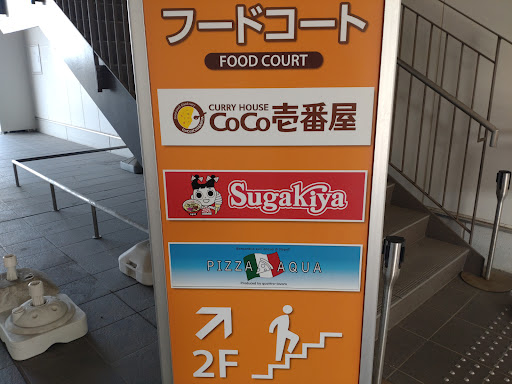 フードコート
FOOD COURT
CURRY HOUSE
CoCo壱番屋
Sugakiya
PIZZA & AQUA
2F